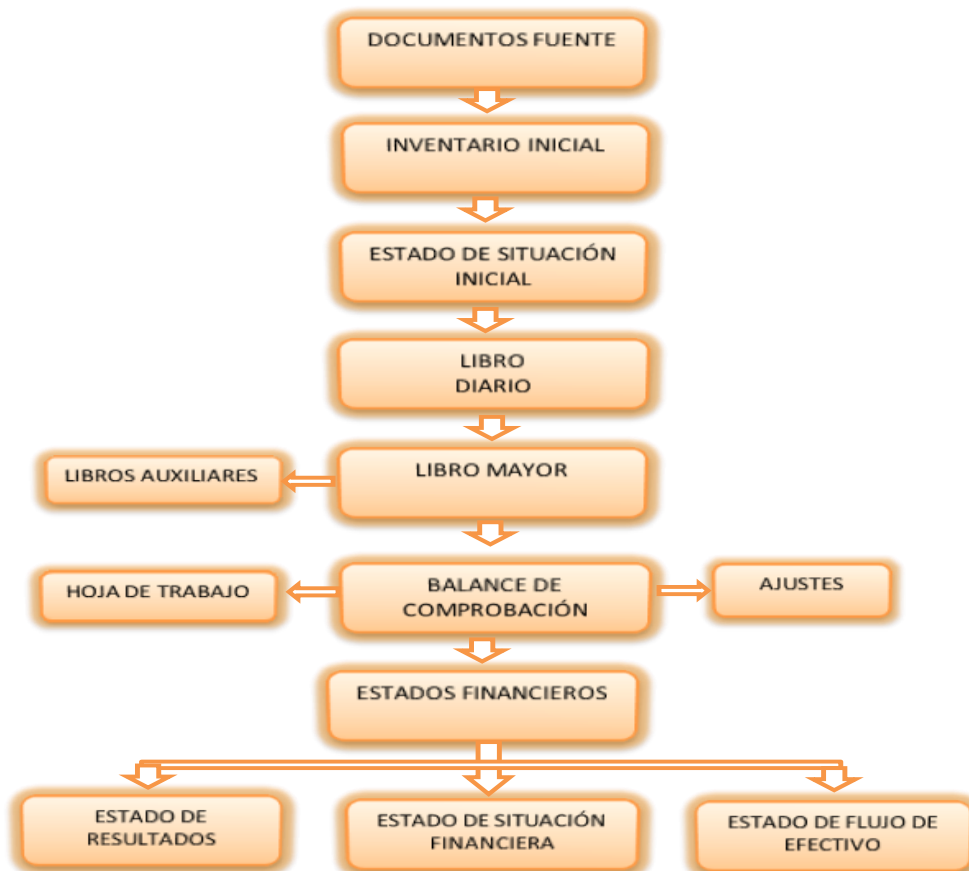 DOCUMENTOS FUENTE
INVENTARIO INICIAL
ESTADO DE SITUACIÓN
INICIAL
LIBRO
DIARIO
LIBROS AUXILIARES
LIBRO MAYOR
HOJA DE TRABAJO
BALANCE DE
COMPROBACIÓN
AJUSTES
ESTADOS FINANCIEROS
ESTADO DE
RESULTADOS
ESTADO DE SITUACIÓN
FINANCIERA
ESTADO DE FLUJO DE
EFECTIVO